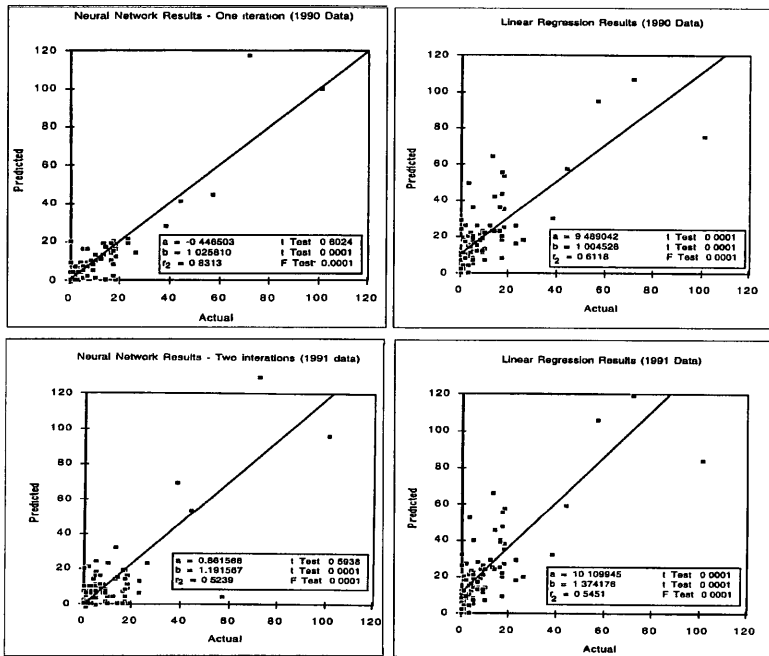 Neural Network Results - One iteration (1990 Data)
120
100
80
60
40
20
0
Predicted
a = -0 446503 t Test 0 6024
b = 1 025810 t Test 0.0001
r2 = 0 8313 F Test 0.0001
0 20 40 60 80 100 120
Actual
Linear Regression Results (1990 Data)
120
100
80
60
40
20
0
Predicted
a = 9 489042 t Test 0.0001
b = 1 004526 t Test 0.0001
r2 = 0.6118 F Test 0.0001
0 20 40 60 80 100 120
Actual
Neural Network Results - Two interations (1991 data)
120
100
80
60
40
20
0
Predicted
a = 0.861566 t Test 0.5938
b = 1.191567 t Test 0.0001
r2 = 0.5239 F Test 0.0001
0 20 40 60 80 100 120
Actual
Linear Regression Results (1991 Data)
120
100
80
60
40
20
0
Predicted
a = 10 109945 t Test 0.0001
b = 1.374176 t Test 0.0001
r2 = 0.5451 F Test 0.0001
0 20 40 60 80 100 120
Actual